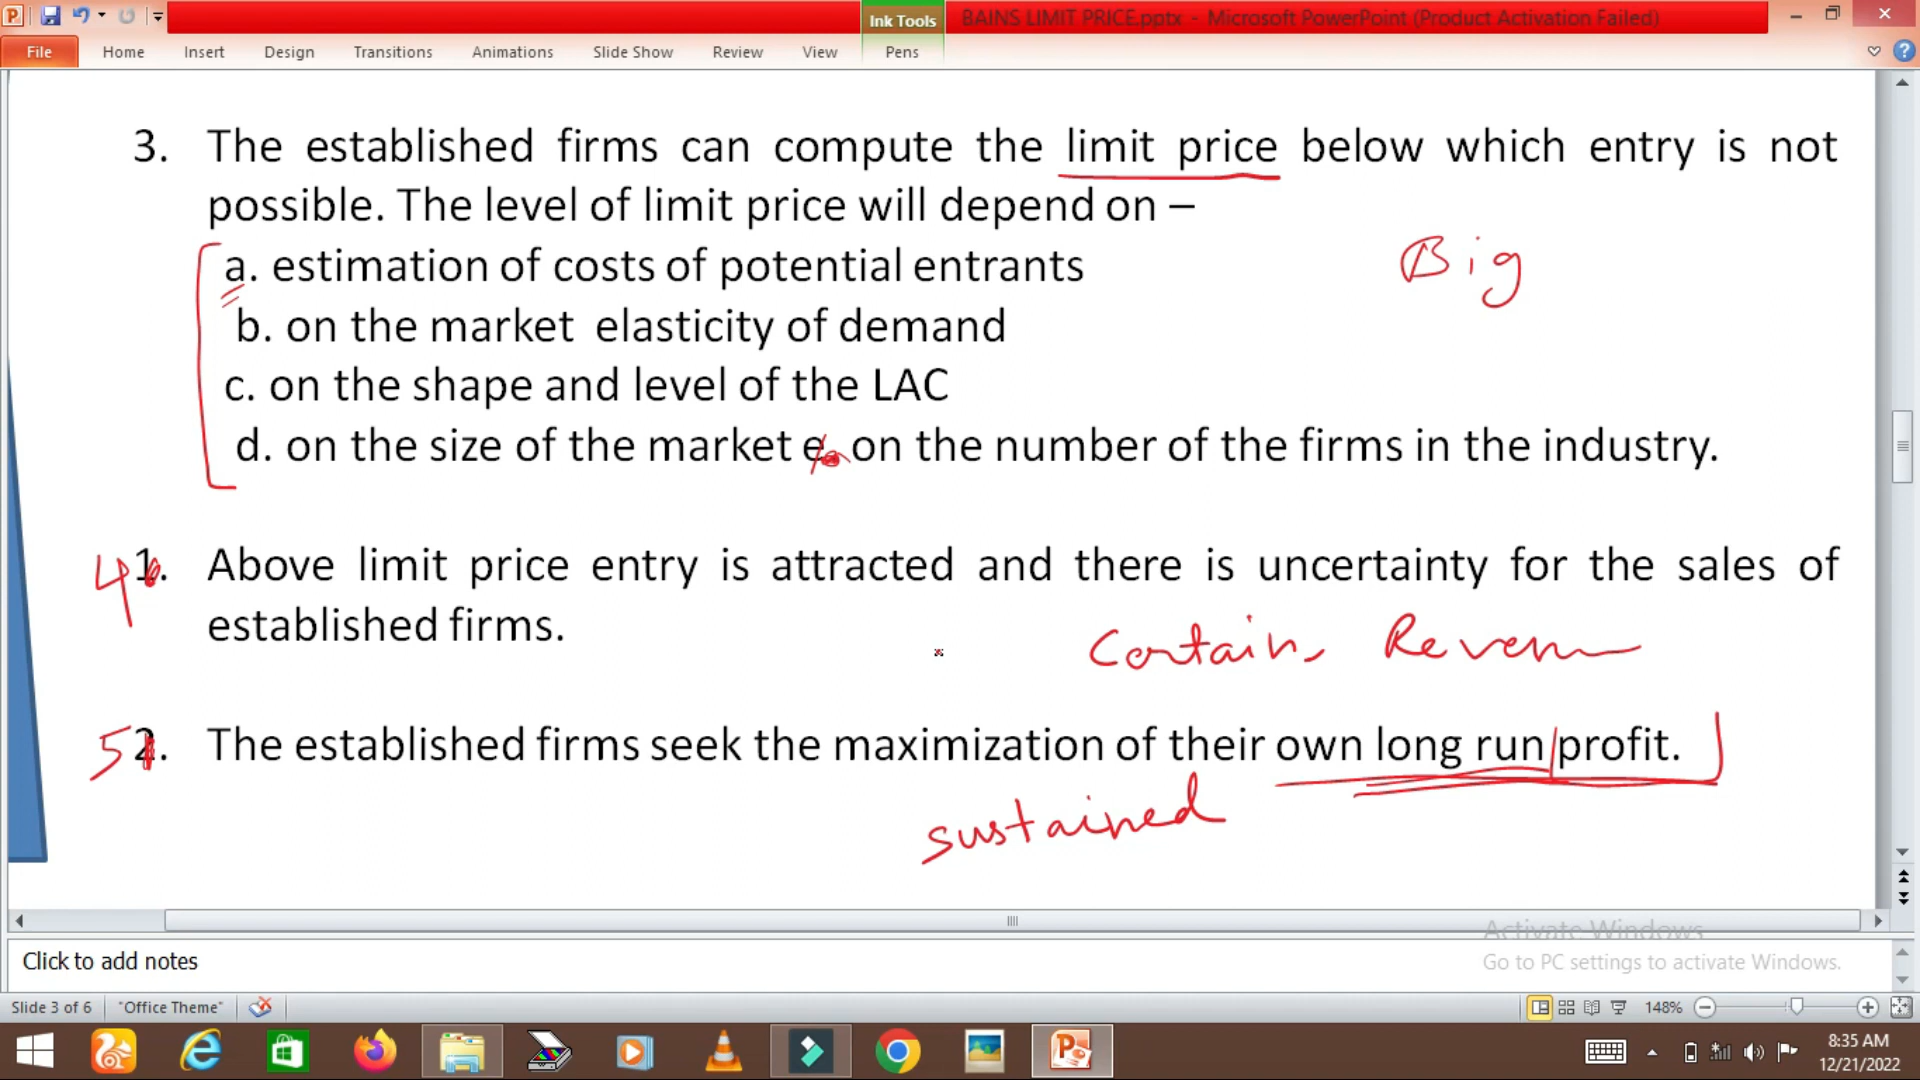 Ink Tools
BAINS LIMIT PRICE.pptx - Microsoft PowerPoint (Product Activation Failed)
File Home Insert Design Transitions Animations Slide Show Review View Pens
3. The established firms can compute the limit price below which entry is not
possible. The level of limit price will depend on –
a. estimation of costs of potential entrants
Big
b. on the market elasticity of demand
c. on the shape and level of the LAC
d. on the size of the market e. on the number of the firms in the industry.
4. 1. Above limit price entry is attracted and there is uncertainty for the sales of
established firms.
Certain,
5 2. The established firms seek the maximization of their own long run profit.
sustained
Activate Windows
Click to add notes
Go to PC settings to activate Windows.
Slide 3 of 6 "Office Theme" 148%
8:35 AM
12/21/2022